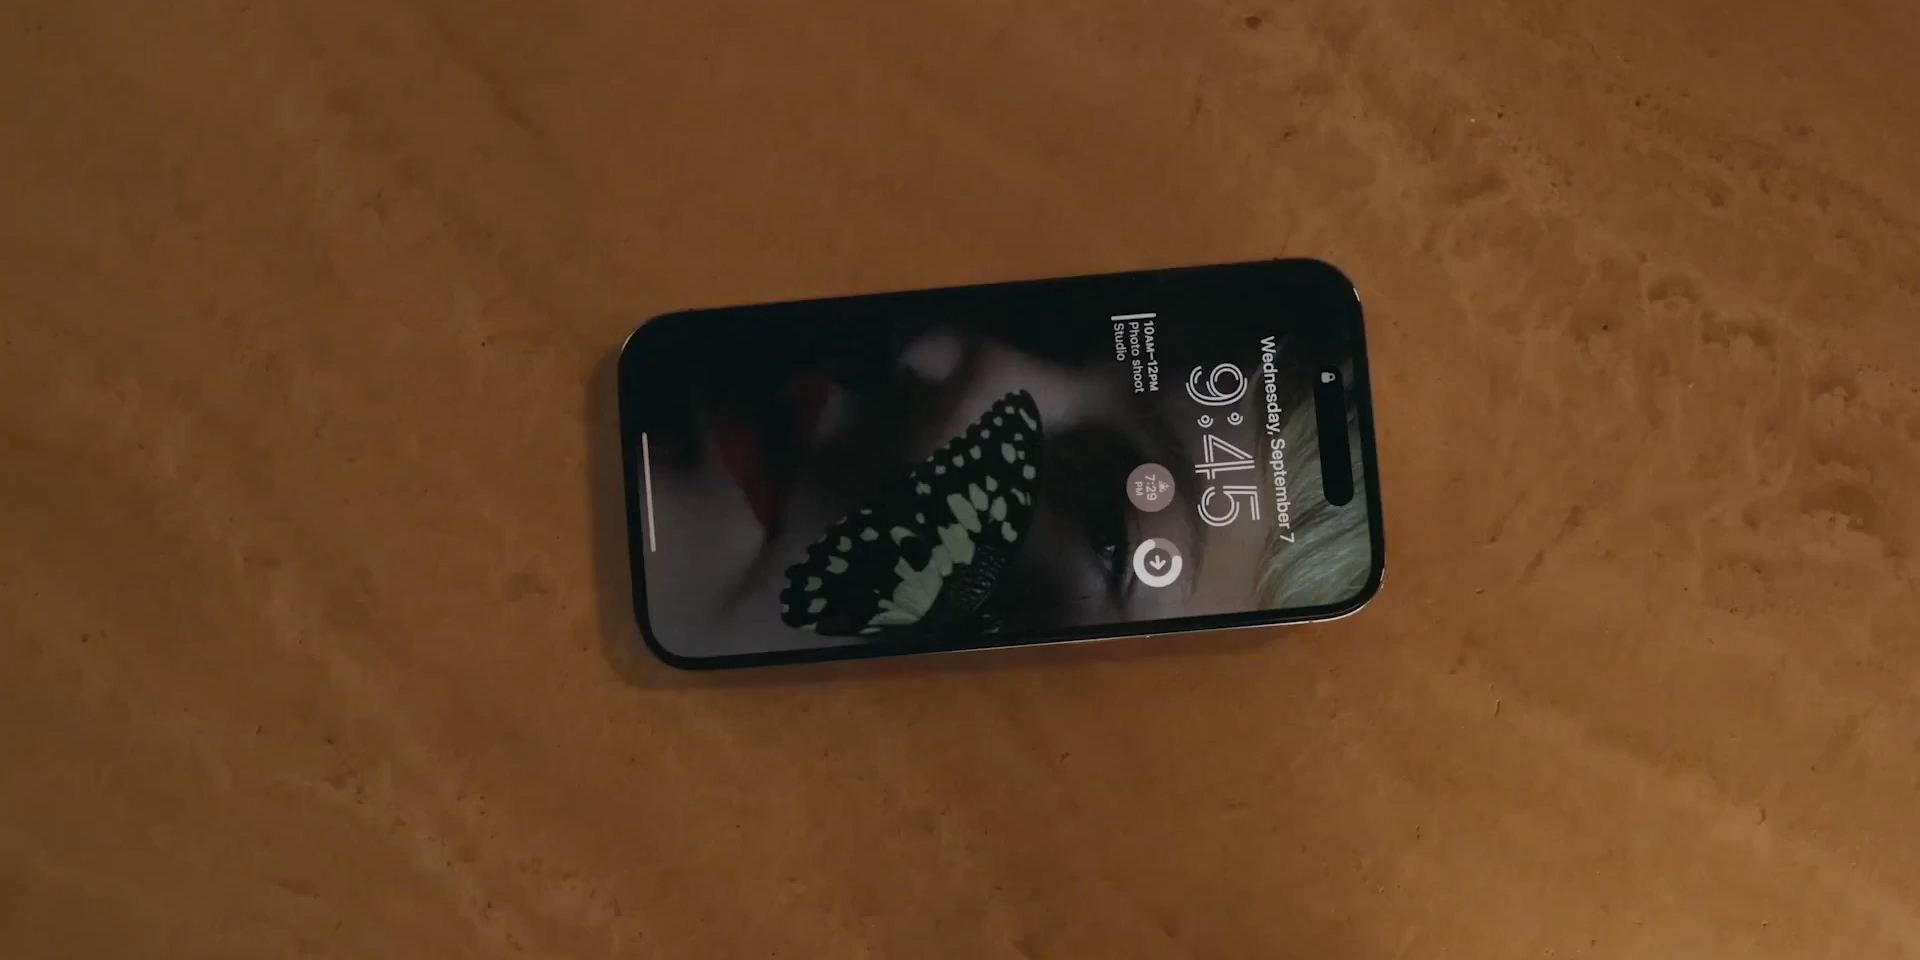 Wednesday, September 7
9:45
10AM–12PM
Photo shoot
Studio
7:29
PM